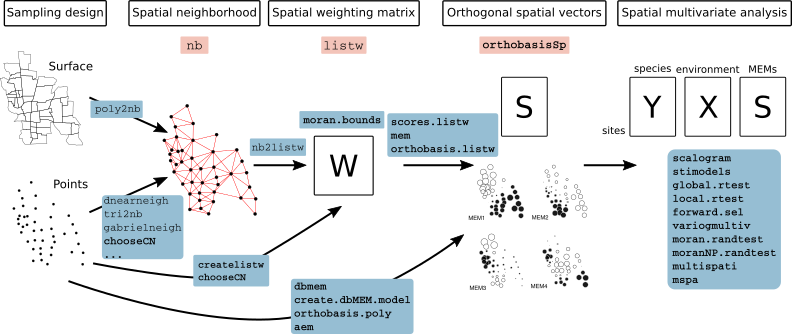 Sampling design
Spatial neighborhood
Spatial weighting matrix
Orthogonal spatial vectors
Spatial multivariate analysis
nb
listw
orthobasisSp
Surface
poly2nb
Points
dnearneigh
tri2nb
gabrielneigh
chooseCN
...
nb2listw
createlistw
chooseCN
moran.bounds
W
scores.listw
mem
orthobasis.listw
dbmem
create.dbMEM.model
orthobasis.poly
aem
S
MEM1
MEM2
MEM3
MEM4
species
environment
MEMs
sites
Y
X
S
scalogram
stimodels
global.rtest
local.rtest
forward.sel
variogmultiv
moran.randtest
moranNP.randtest
multispati
mspa